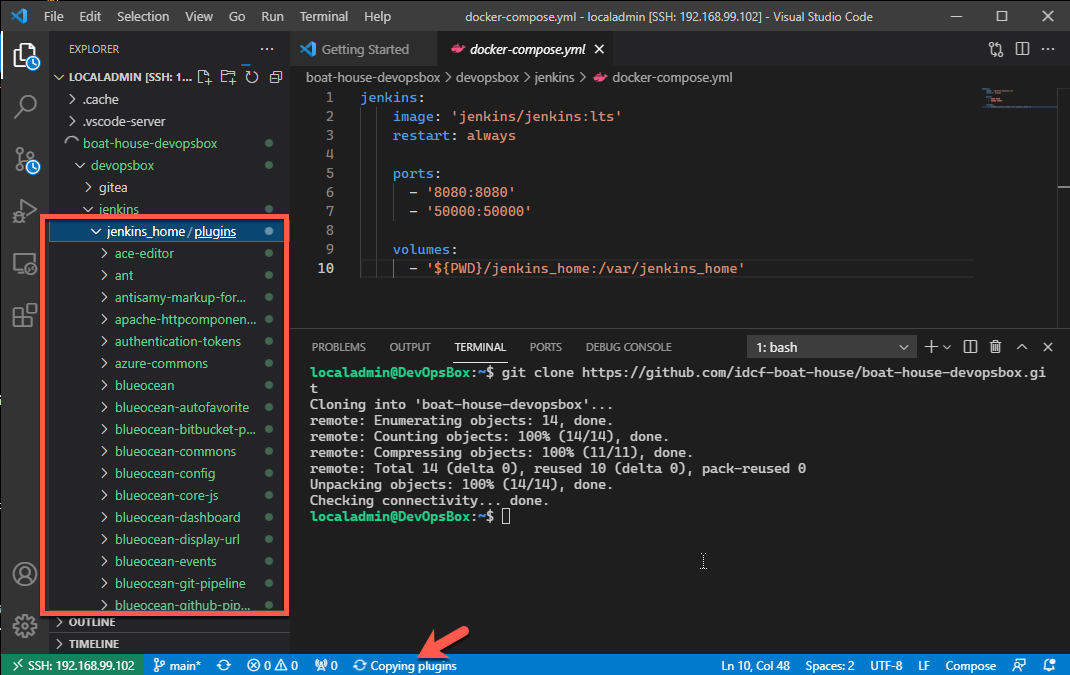 File Edit Selection View Go Run Terminal Help docker-compose.yml - localadmin [SSH: 192.168.99.102] - Visual Studio Code
EXPLORER
LOCALADMIN [SSH: 1...
.cache
.vscode-server
boat-house-devopsbox
devopsbox
gitea
jenkins
jenkins_home / plugins
ace-editor
ant
antisamy-markup-for...
apache-httpcomponen...
authentication-tokens
azure-commons
blueocean
blueocean-autofavorite
blueocean-bitbucket-p...
blueocean-commons
blueocean-config
blueocean-core-js
blueocean-dashboard
blueocean-display-url
blueocean-events
blueocean-git-pipeline
blueocean-github-pip...
OUTLINE
TIMELINE
Getting Started docker-compose.yml
boat-house-devopsbox > devopsbox > jenkins > docker-compose.yml
1 jenkins:
2 image: 'jenkins/jenkins:lts'
3 restart: always
4
5 ports:
6 - '8080:8080'
7 - '50000:50000'
8
9 volumes:
10 - '${PWD}/jenkins_home:/var/jenkins_home'
PROBLEMS OUTPUT TERMINAL PORTS DEBUG CONSOLE 1: bash
localadmin@DevOpsBox:~$ git clone https://github.com/idcf-boat-house/boat-house-devopsbox.gi
t
Cloning into 'boat-house-devopsbox'...
remote: Enumerating objects: 14, done.
remote: Counting objects: 100% (14/14), done.
remote: Compressing objects: 100% (11/11), done.
remote: Total 14 (delta 0), reused 10 (delta 0), pack-reused 0
Unpacking objects: 100% (14/14), done.
Checking connectivity... done.
localadmin@DevOpsBox:~$
SSH: 192.168.99.102 main* 0 0 0 Copying plugins Ln 10, Col 48 Spaces: 2 UTF-8 LF Compose